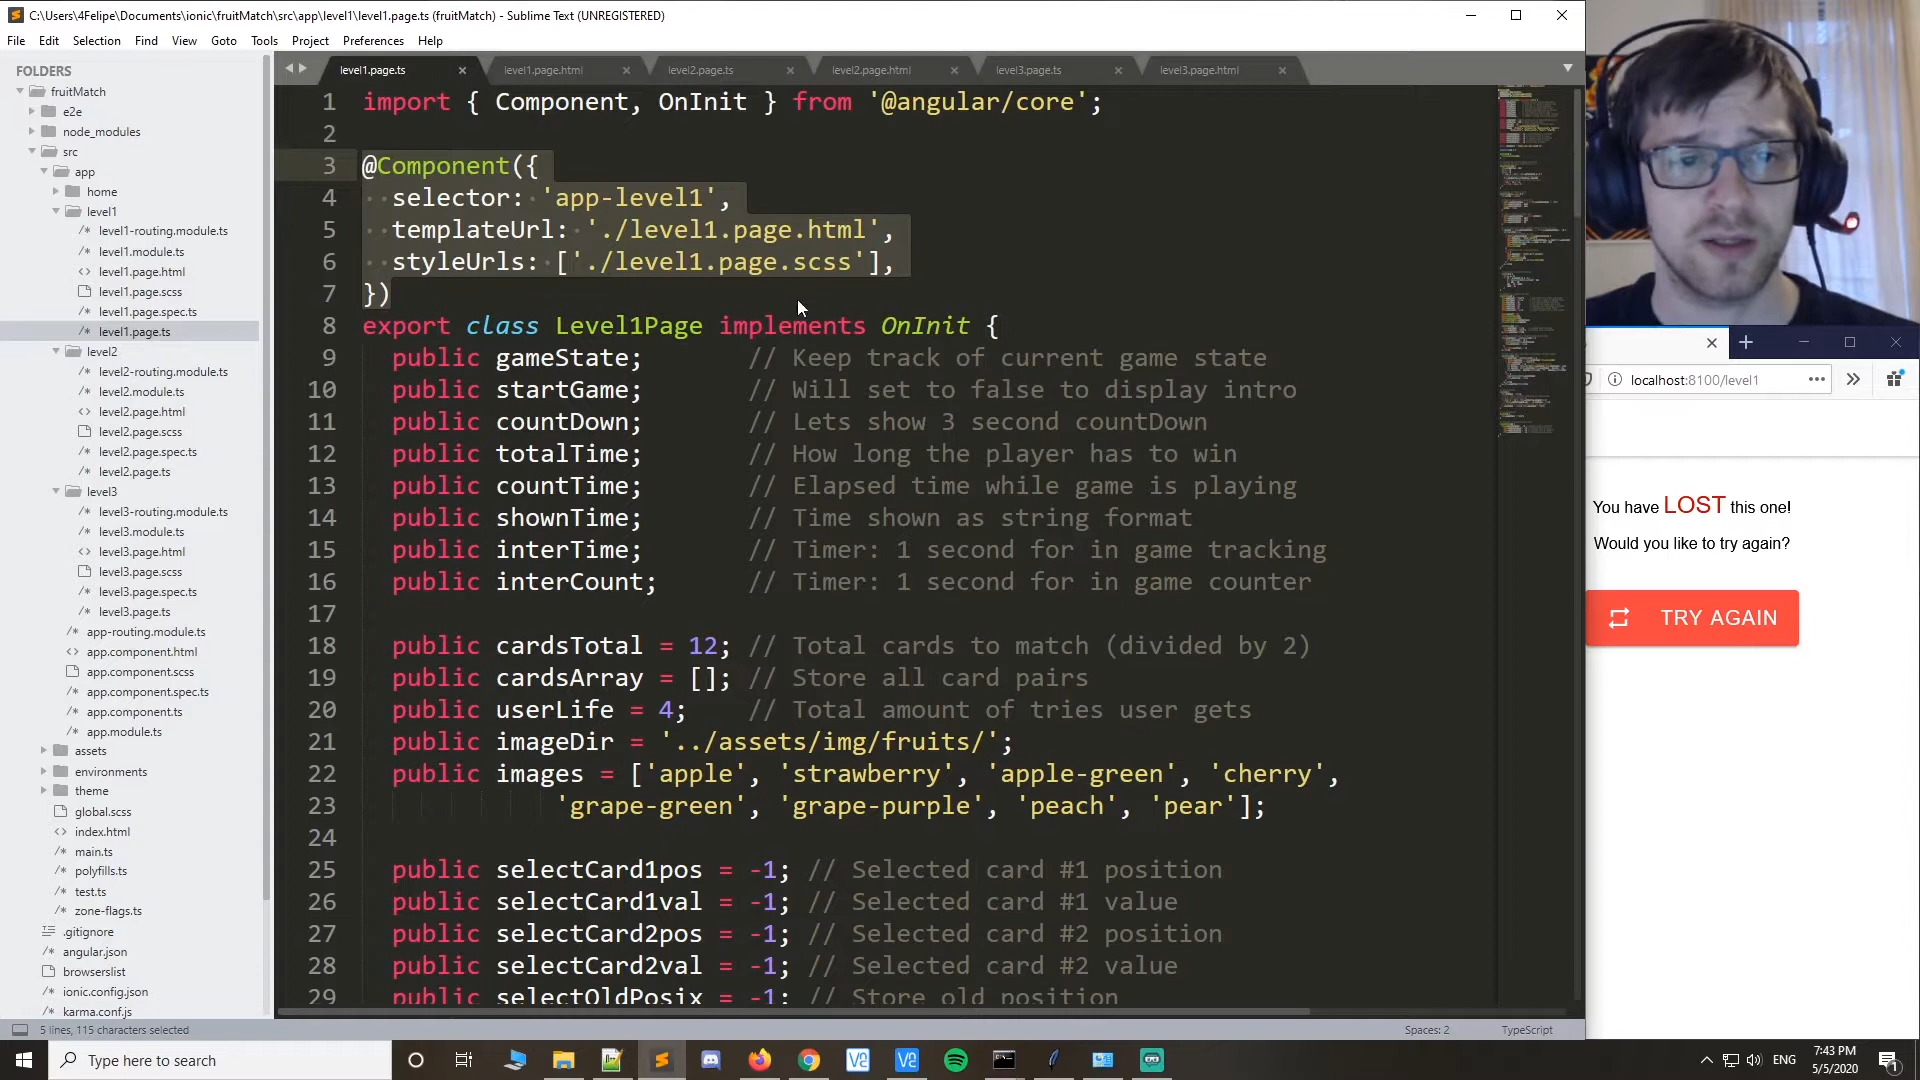 C:\Users\4Felipe\Documents\ionic\fruitMatch\src\app\level1\level1.page.ts (fruitMatch) - Sublime Text (UNREGISTERED)
File Edit Selection Find View Goto Tools Project Preferences Help
FOLDERS
fruitMatch
e2e
node_modules
src
app
home
level1
level1-routing.module.ts
level1.module.ts
level1.page.html
level1.page.scss
level1.page.spec.ts
level1.page.ts
level2
level2-routing.module.ts
level2.module.ts
level2.page.html
level2.page.scss
level2.page.spec.ts
level2.page.ts
level3
level3-routing.module.ts
level3.module.ts
level3.page.html
level3.page.scss
level3.page.spec.ts
level3.page.ts
app-routing.module.ts
app.component.html
app.component.scss
app.component.spec.ts
app.component.ts
app.module.ts
assets
environments
theme
global.scss
index.html
main.ts
polyfills.ts
test.ts
zone-flags.ts
.gitignore
angular.json
browserslist
ionic.config.json
karma.conf.js
level1.page.ts level1.page.html level2.page.ts level2.page.html level3.page.ts level3.page.html
1 import { Component, OnInit } from '@angular/core';
2
3 @Component({
4 selector: 'app-level1',
5 templateUrl: './level1.page.html',
6 styleUrls: ['./level1.page.scss'],
7 })
8 export class Level1Page implements OnInit {
9 public gameState; // Keep track of current game state
10 public startGame; // Will set to false to display intro
11 public countDown; // Lets show 3 second countDown
12 public totalTime; // How long the player has to win
13 public countTime; // Elapsed time while game is playing
14 public shownTime; // Time shown as string format
15 public interTime; // Timer: 1 second for in game tracking
16 public interCount; // Timer: 1 second for in game counter
17
18 public cardsTotal = 12; // Total cards to match (divided by 2)
19 public cardsArray = []; // Store all card pairs
20 public userLife = 4; // Total amount of tries user gets
21 public imageDir = '../assets/img/fruits/';
22 public images = ['apple', 'strawberry', 'apple-green', 'cherry',
23 'grape-green', 'grape-purple', 'peach', 'pear'];
24
25 public selectCard1pos = -1; // Selected card #1 position
26 public selectCard1val = -1; // Selected card #1 value
27 public selectCard2pos = -1; // Selected card #2 position
28 public selectCard2val = -1; // Selected card #2 value
29 public selectOldPosix = -1; // Store old position
localhost:8100/level1
You have LOST this one!
Would you like to try again?
TRY AGAIN
5 lines, 115 characters selected
Spaces: 2 TypeScript
Type here to search
ENG
7:43 PM
5/5/2020
1